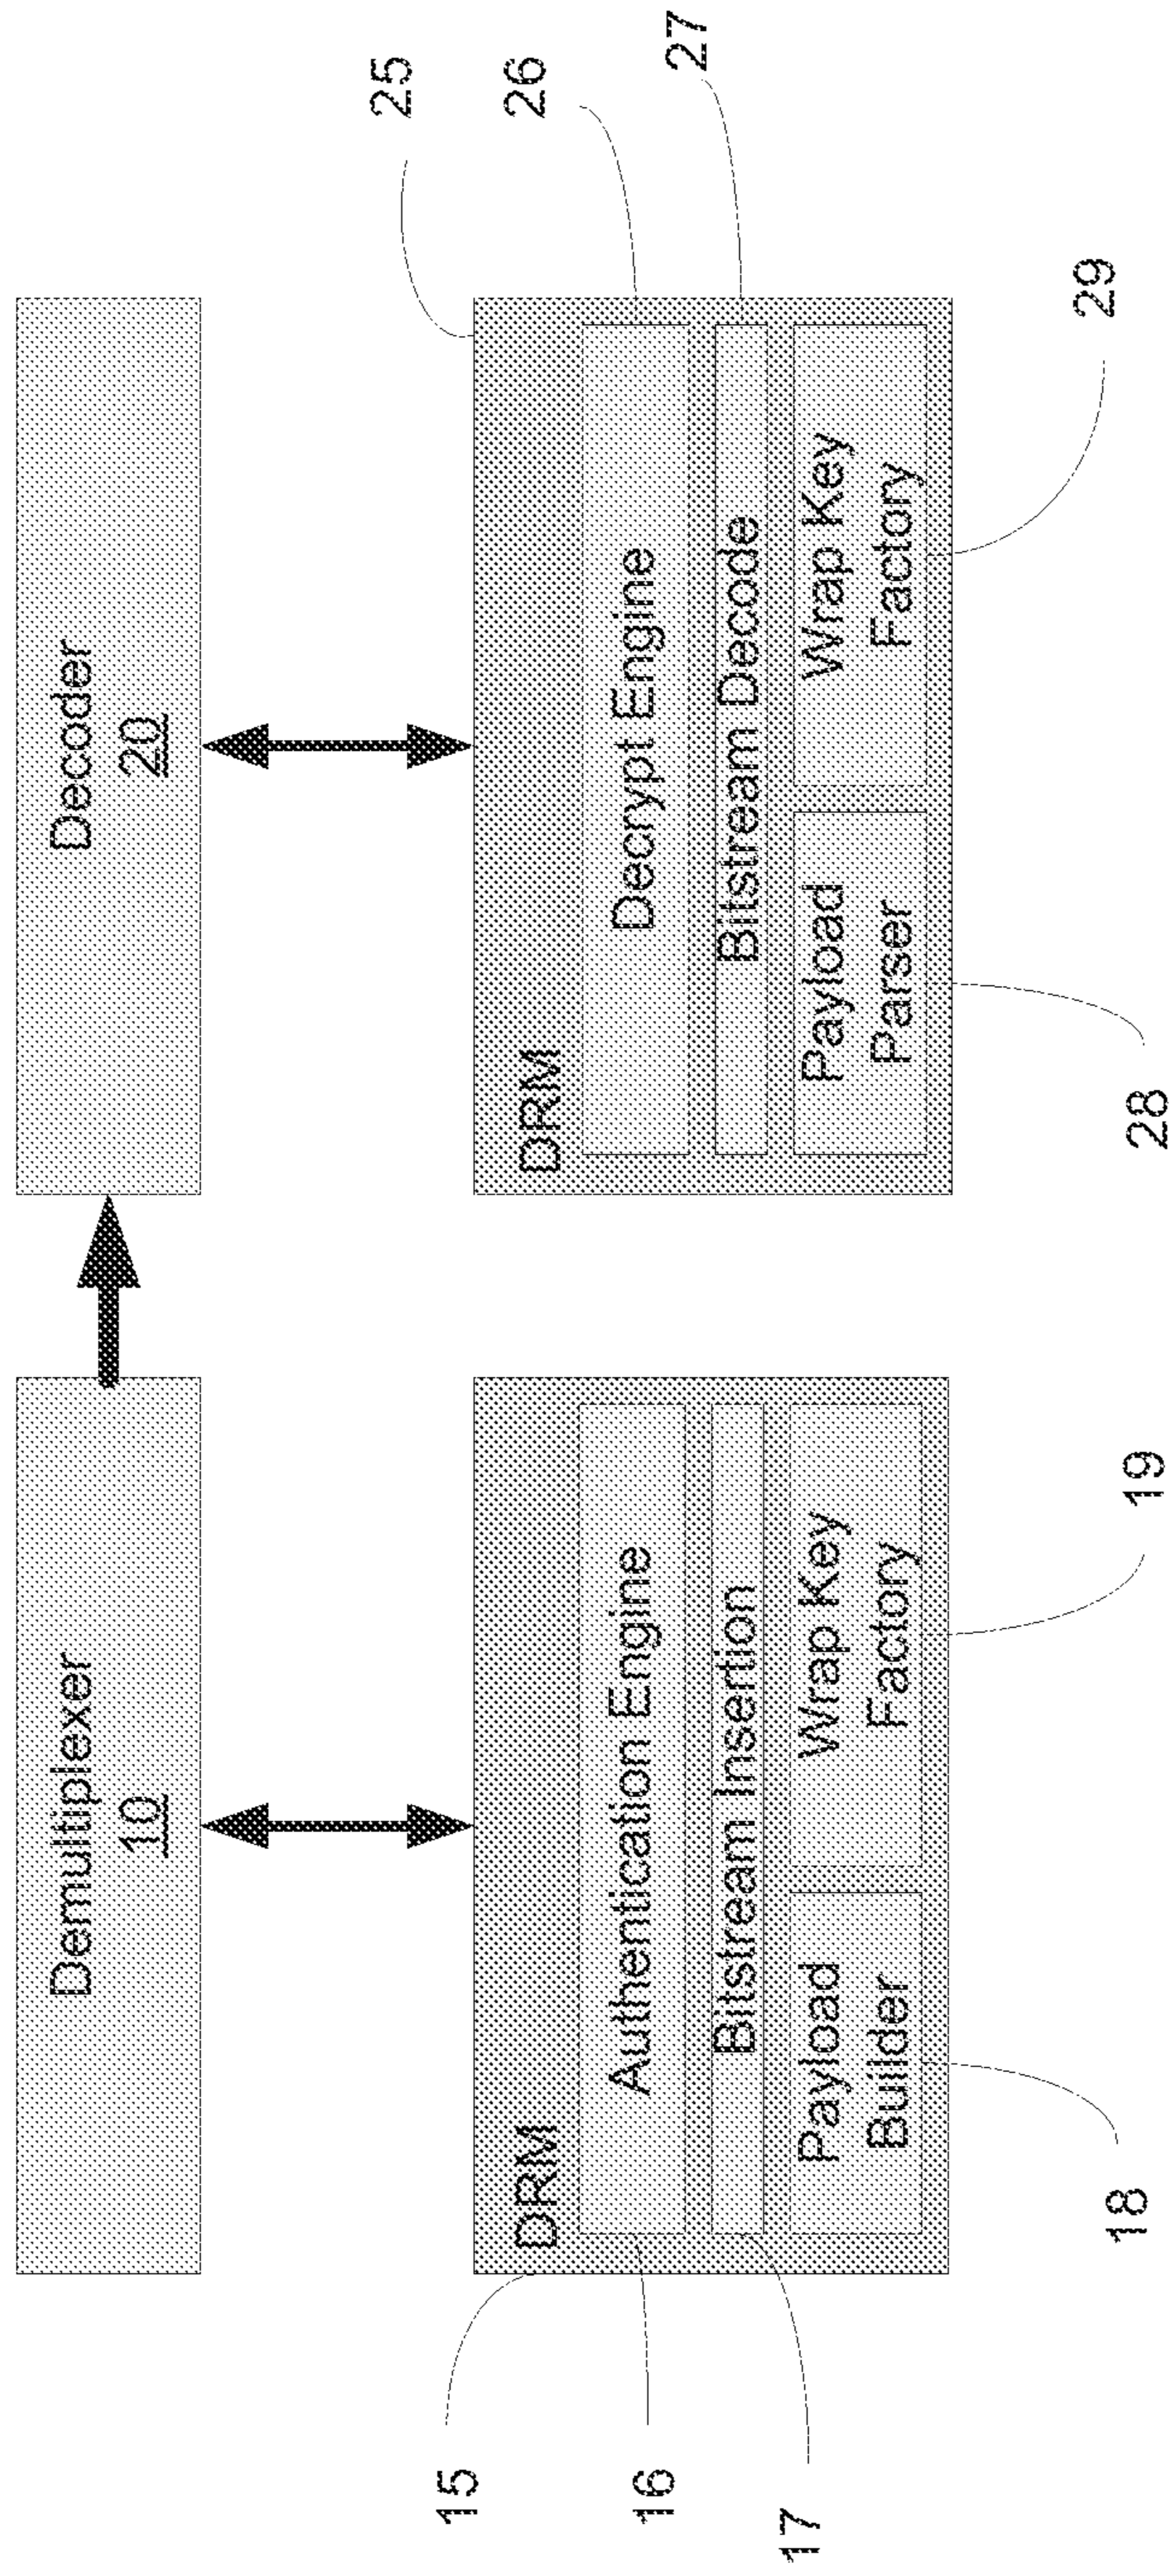 Demultiplexer
10
Decoder
20
DRM
Authentication Engine
Bitstream Insertion
Payload
Builder
Wrap Key
Factory
15
16
17
18
19
DRM
Decrypt Engine
Bitstream Decode
Payload
Parser
Wrap Key
Factory
25
26
27
28
29